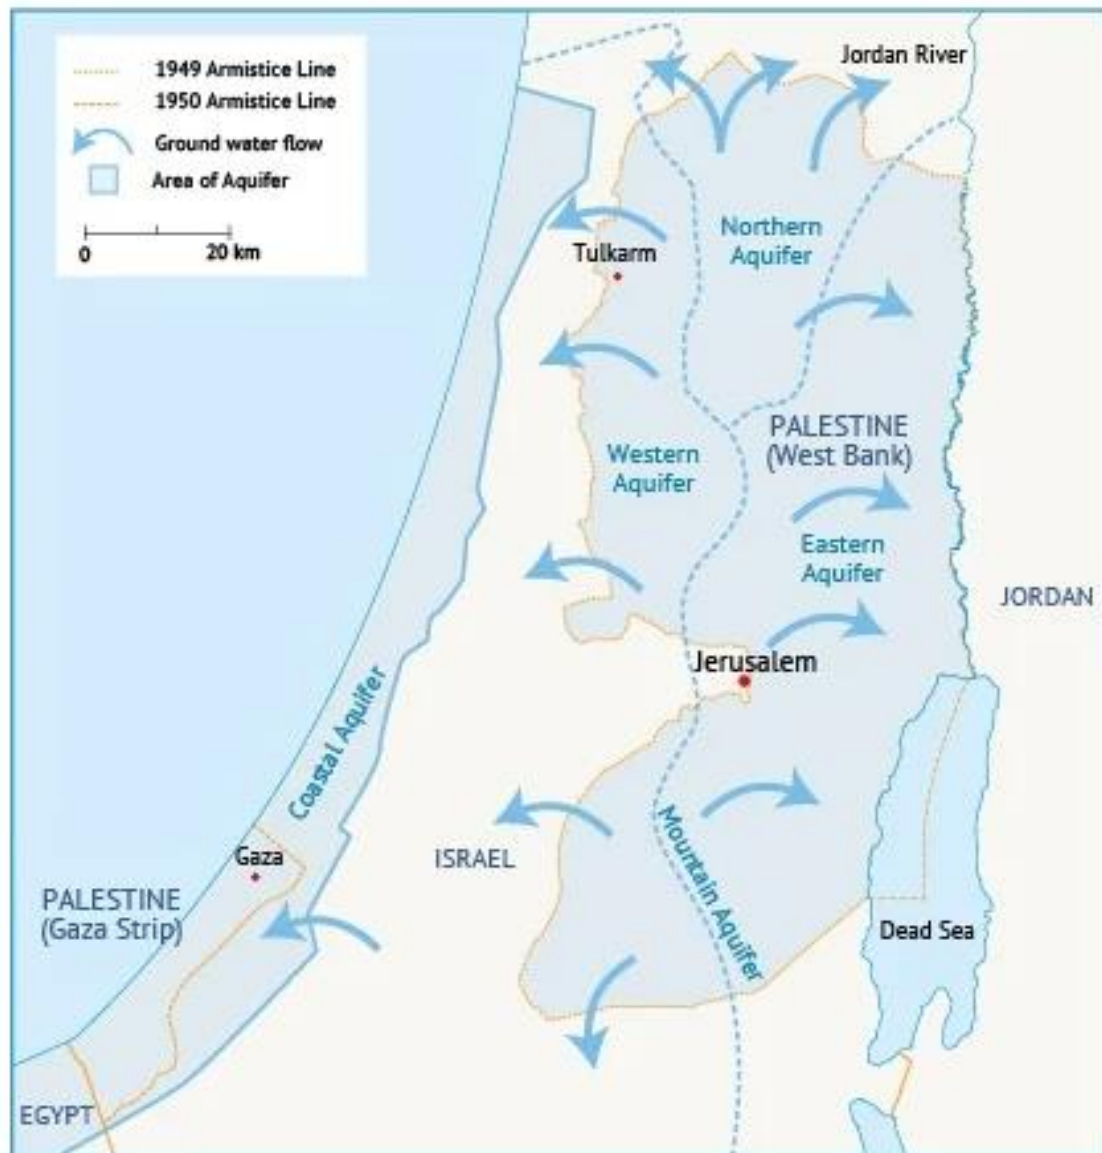 1949 Armistice Line
1950 Armistice Line
Ground water flow
Area of Aquifer
0
20 km
Jordan River
Northern
Aquifer
Tulkarm
PALESTINE
(West Bank)
Western
Aquifer
Eastern
Aquifer
JORDAN
Jerusalem
Coastal Aquifer
Mountain Aquifer
Gaza
ISRAEL
PALESTINE
(Gaza Strip)
Dead Sea
EGYPT